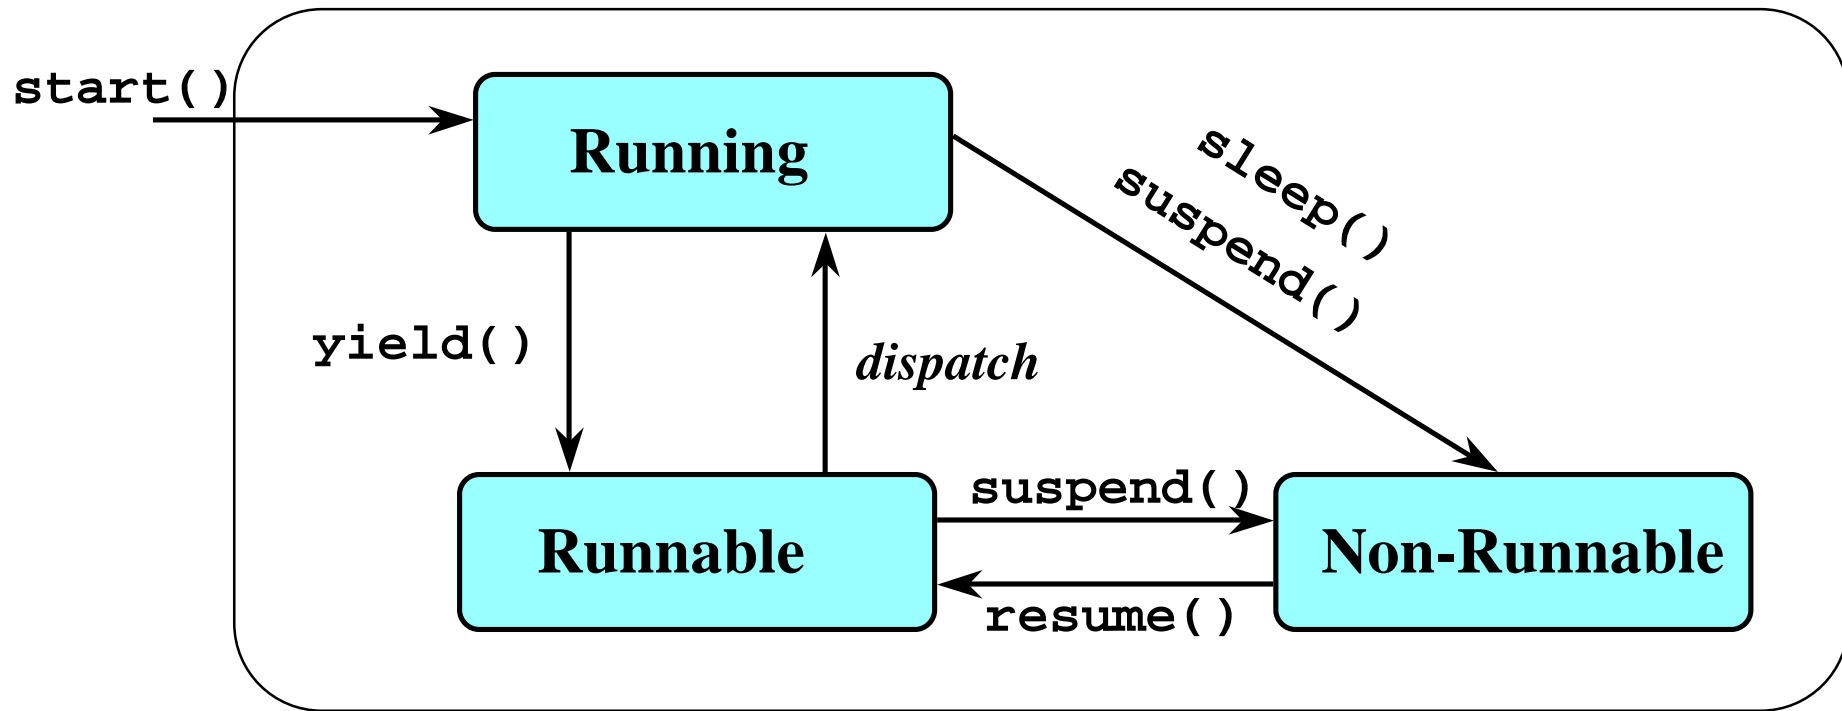 start()
Running
sleep()
suspend()
yield()
dispatch
suspend()
Runnable
Non-Runnable
resume()